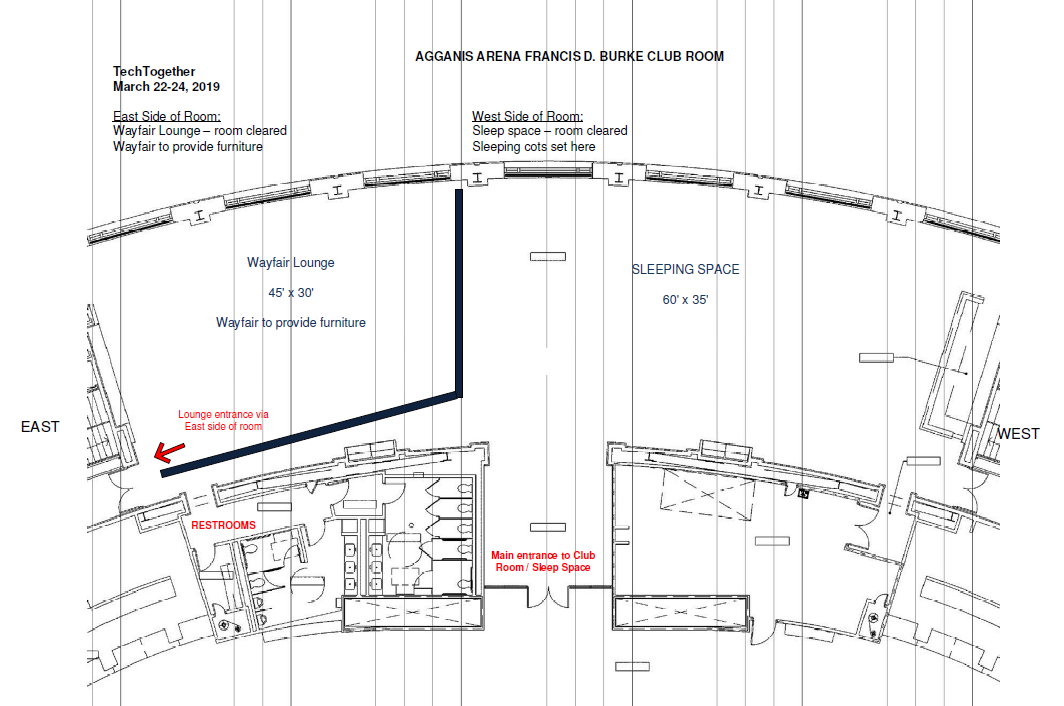 AGGANIS ARENA FRANCIS D. BURKE CLUB ROOM
TechTogether
March 22-24, 2019
East Side of Room:
Wayfair Lounge – room cleared
Wayfair to provide furniture
West Side of Room:
Sleep space – room cleared
Sleeping cots set here
Wayfair Lounge
45' x 30'
Wayfair to provide furniture
SLEEPING SPACE
60' x 35'
Lounge entrance via
East side of room
EAST
WEST
RESTROOMS
Main entrance to Club
Room / Sleep Space